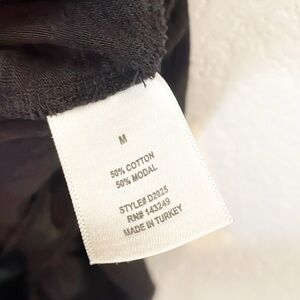 M
50% COTTON
50% MODAL
STYLE# D2025
RN# 143249
MADE IN TURKEY